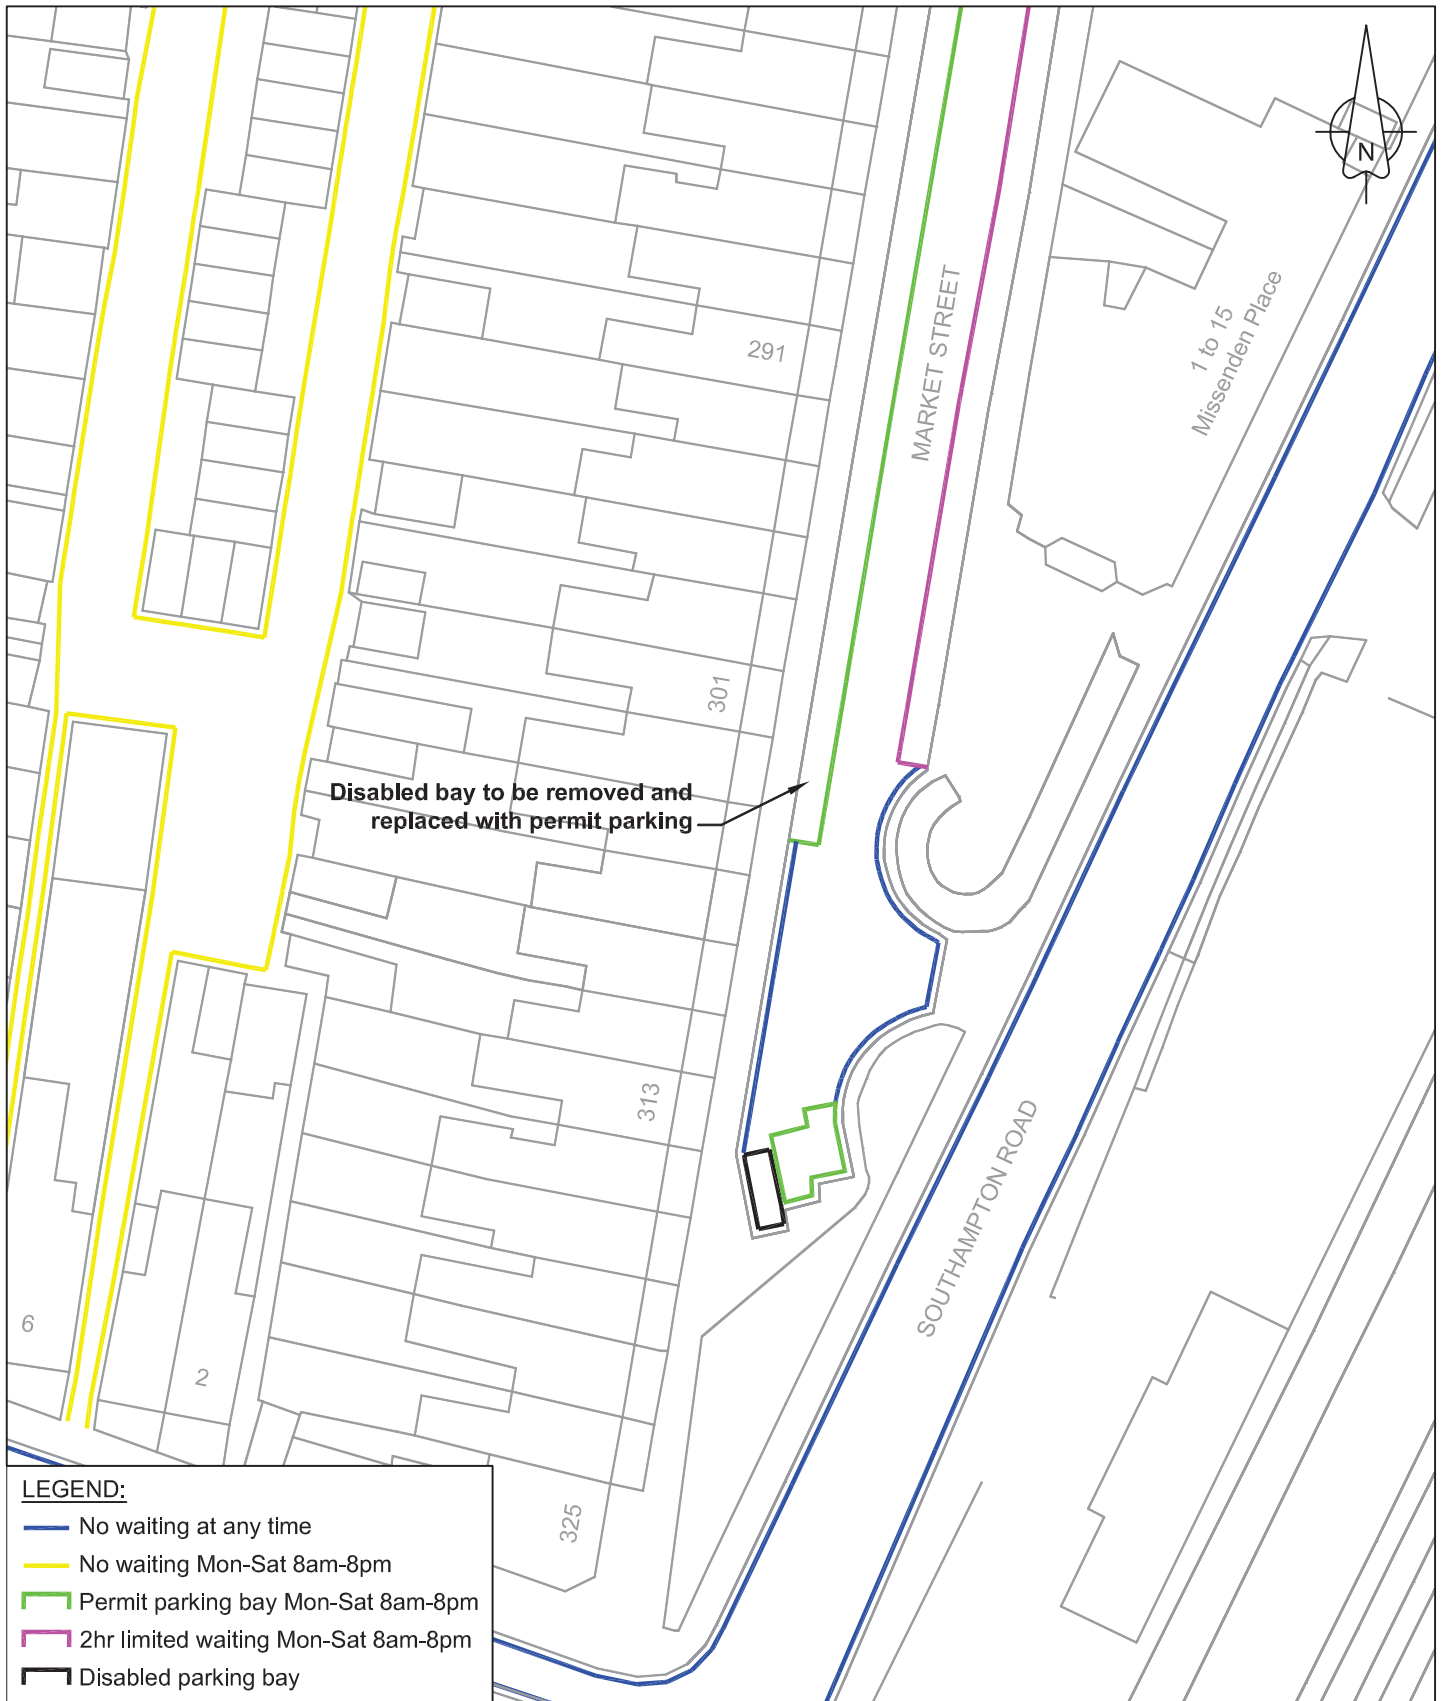 N
MARKET STREET
1 to 15
Missenden Place
291
301
Disabled bay to be removed and
replaced with permit parking
313
SOUTHAMPTON ROAD
6
2
325
LEGEND:
No waiting at any time
No waiting Mon-Sat 8am-8pm
Permit parking bay Mon-Sat 8am-8pm
2hr limited waiting Mon-Sat 8am-8pm
Disabled parking bay